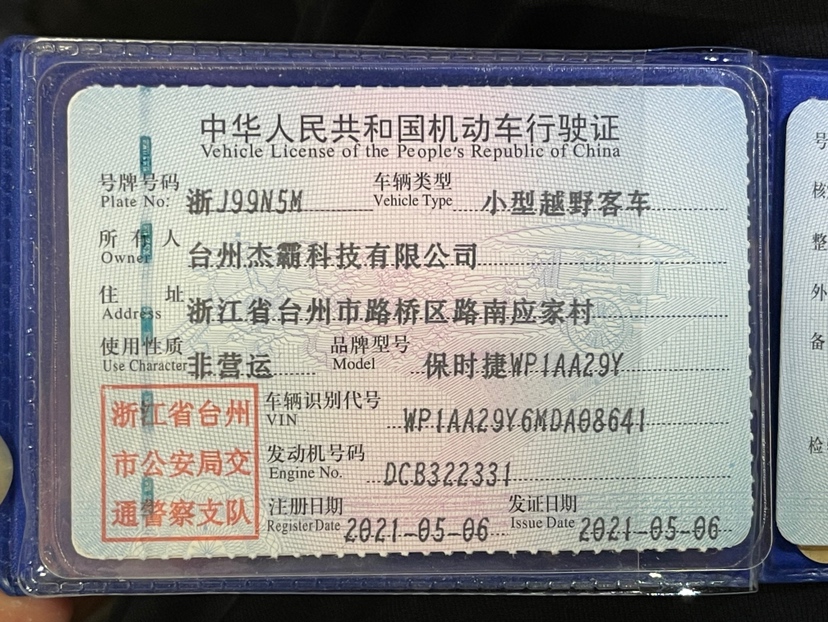 中华人民共和国机动车行驶证
Vehicle License of the People's Republic of China
号牌号码 浙J99N5M 车辆类型 小型越野客车
Plate No: Vehicle Type
所有人 台州杰霸科技有限公司
Owner
住址 浙江省台州市路桥区路南应家村
Address
使用性质 非营运 品牌型号 保时捷WP1AA29Y
Use Character Model
车辆识别代号 WP1AA29Y6MDA08641
VIN
发动机号码 DCB322331
Engine No.
注册日期 2021-05-06 发证日期 2021-05-06
Register Date Issue Date
浙江省台州
市公安局交
通警察支队
号
核
整
外
备
检